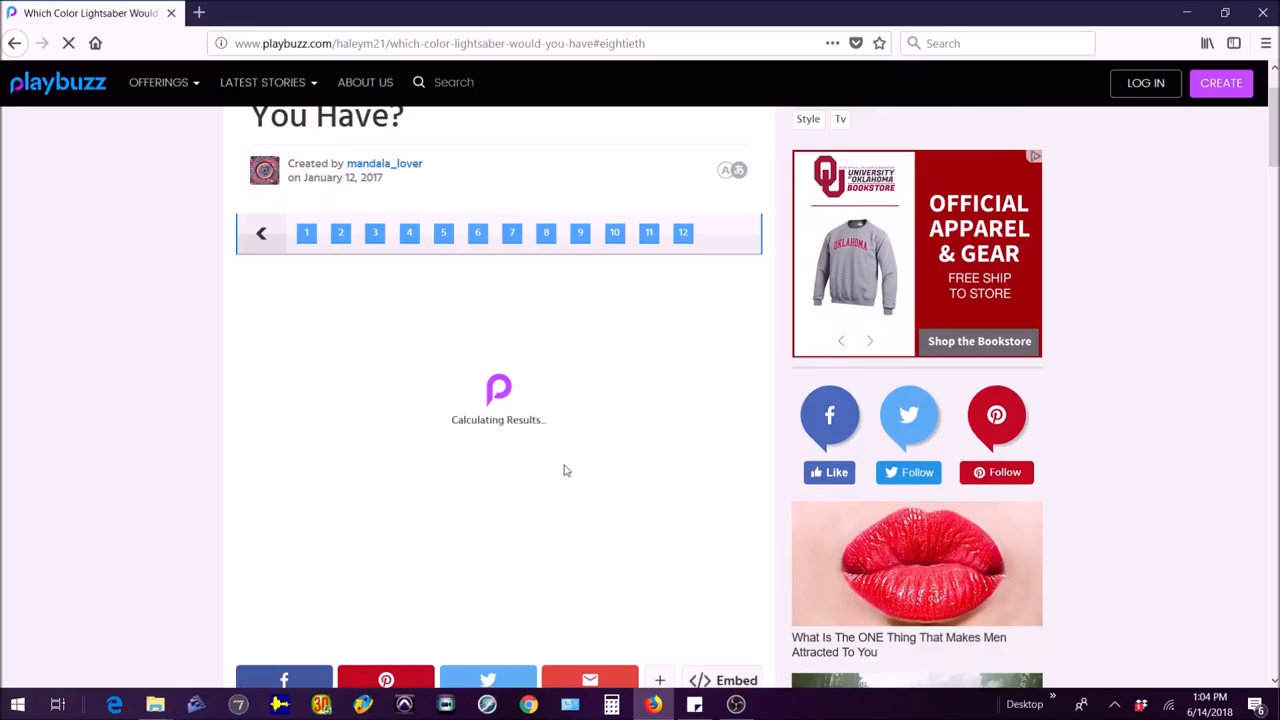 Which Color Lightsaber Would
www.playbuzz.com/haleym21/which-color-lightsaber-would-you-have#eightieth
Search
playbuzz
OFFERINGS
LATEST STORIES
ABOUT US
Search
LOG IN
CREATE
You Have?
Created by mandala_lover
on January 12, 2017
A あ
1 2 3 4 5 6 7 8 9 10 11 12
Calculating Results...
Embed
Style
Tv
UNIVERSITY
OF OKLAHOMA
BOOKSTORE
OKLAHOMA
OFFICIAL
APPAREL
& GEAR
FREE SHIP
TO STORE
Shop the Bookstore
Like
Follow
Follow
What Is The ONE Thing That Makes Men
Attracted To You
Desktop
1:04 PM
6/14/2018
6